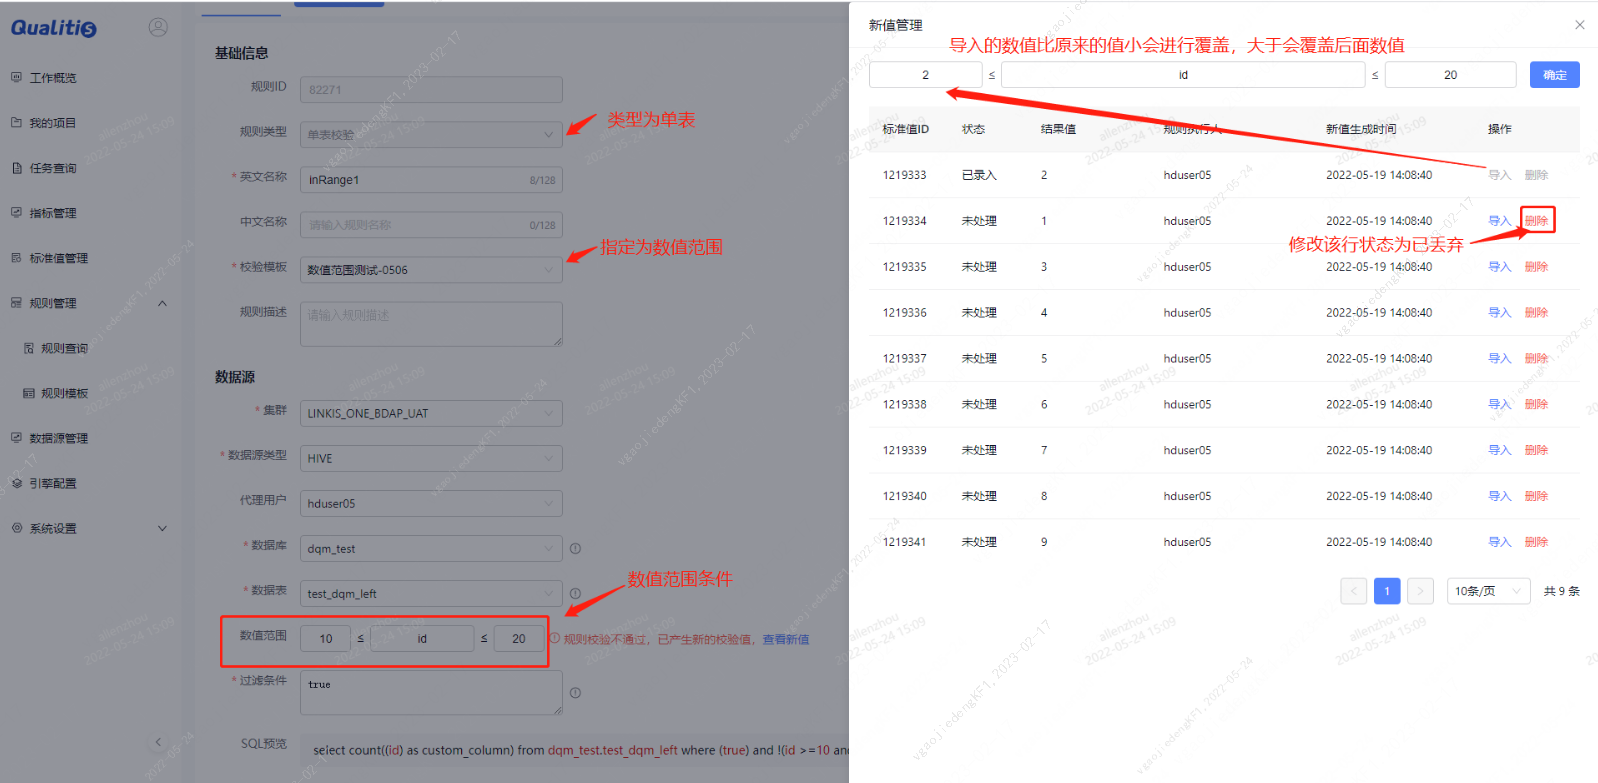 Qualitis
工作概览
我的项目
任务查询
指标管理
标准值管理
规则管理
规则查询
规则模板
数据源管理
引擎配置
系统设置
基础信息
规则ID 82271
规则类型 单表校验
类型为单表
* 英文名称 inRange1 8/128
中文名称 请输入规则名称 0/128
指定为数值范围
* 校验模板 数值范围测试-0506
规则描述 请输入规则描述
数据源
* 集群 LINKIS_ONE_BDAP_UAT
* 数据源类型 HIVE
代理用户 hduser05
* 数据库 dqm_test
数值范围条件
* 数据表 test_dqm_left
数值范围 10 ≤ id ≤ 20 规则校验不通过，已产生新的校验值，查看新值
* 过滤条件 true
SQL预览 select count((id) as custom_column) from dqm_test.test_dqm_left where (true) and !(id >=10 and
新值管理
导入的数值比原来的值小会进行覆盖，大于会覆盖后面数值
2 ≤ id ≤ 20 确定
标准值ID 状态 结果值 规则执行人 新值生成时间 操作
1219333 已录入 2 hduser05 2022-05-19 14:08:40 导入 删除
1219334 未处理 1 hduser05 2022-05-19 14:08:40 导入 删除
修改该行状态为已丢弃
1219335 未处理 3 hduser05 2022-05-19 14:08:40 导入 删除
1219336 未处理 4 hduser05 2022-05-19 14:08:40 导入 删除
1219337 未处理 5 hduser05 2022-05-19 14:08:40 导入 删除
1219338 未处理 6 hduser05 2022-05-19 14:08:40 导入 删除
1219339 未处理 7 hduser05 2022-05-19 14:08:40 导入 删除
1219340 未处理 8 hduser05 2022-05-19 14:08:40 导入 删除
1219341 未处理 9 hduser05 2022-05-19 14:08:40 导入 删除
< 1 > 10条/页 共 9 条